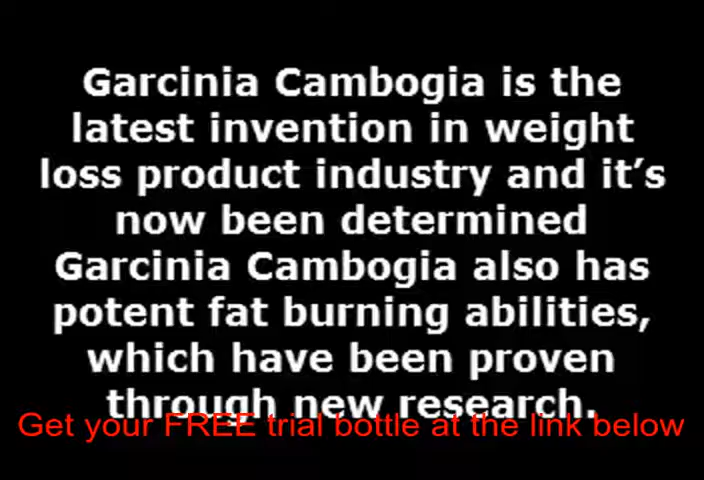 Garcinia Cambogia is the
latest invention in weight
loss product industry and it’s
now been determined
Garcinia Cambogia also has
potent fat burning abilities,
which have been proven
through new research.
Get your FREE trial bottle at the link below